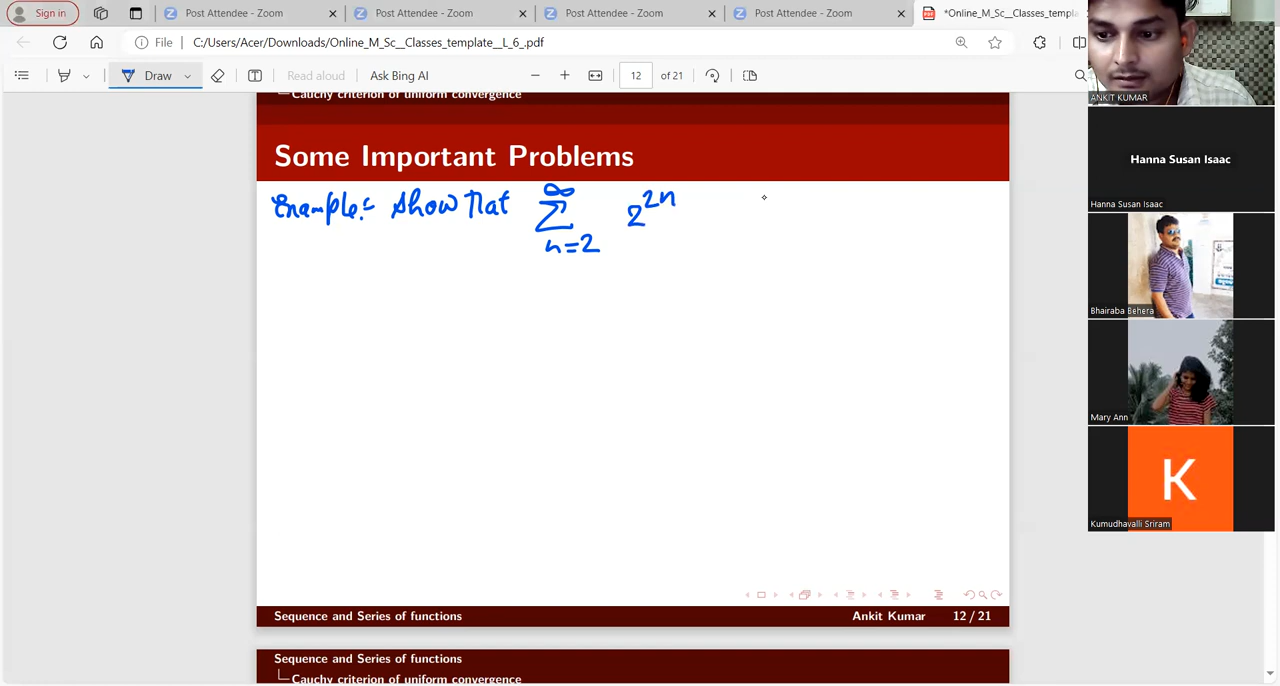 Sign in
Post Attendee - Zoom
Post Attendee - Zoom
Post Attendee - Zoom
Post Attendee - Zoom
*Online_M_Sc__Classes_templa
File
C:/Users/Acer/Downloads/Online_M_Sc__Classes_template__L_6_.pdf
Draw
Read aloud
Ask Bing AI
12 of 21
Cauchy criterion of uniform convergence
Some Important Problems
Example:- Show that ∞ ∑ n=2 2^2n
Sequence and Series of functions
Ankit Kumar 12 / 21
Sequence and Series of functions
Cauchy criterion of uniform convergence
ANKIT KUMAR
Hanna Susan Isaac
Hanna Susan Isaac
Bhairaba Behera
Mary Ann
K
Kumudhavalli Sriram